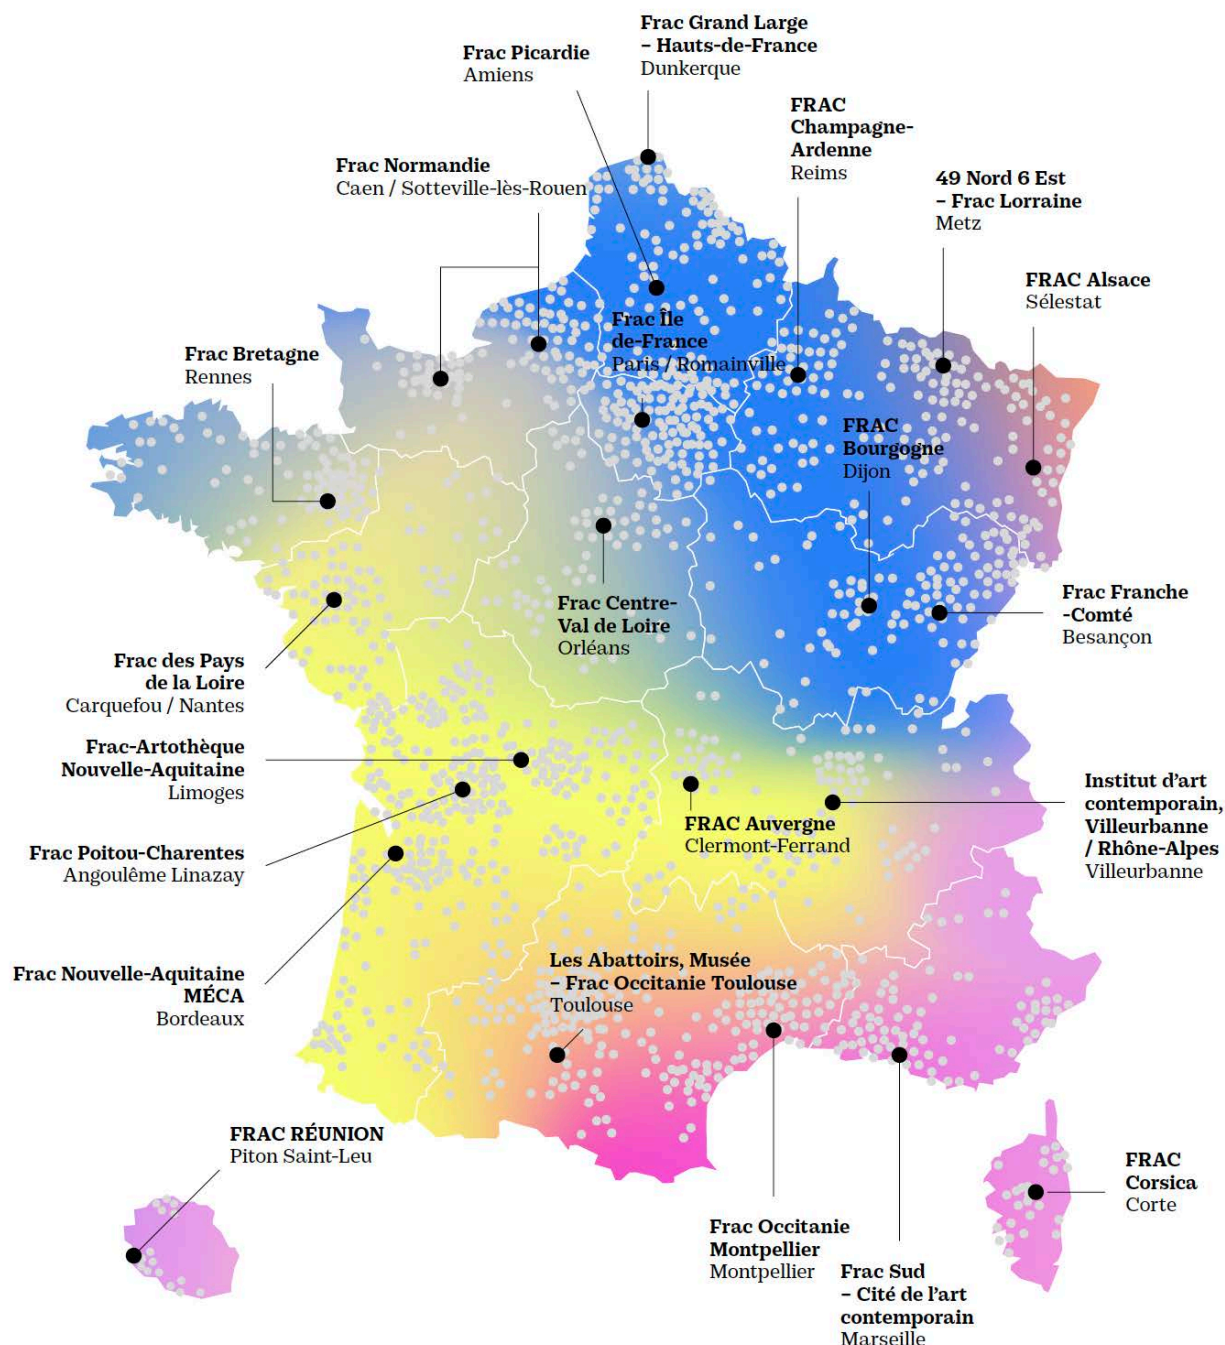 Frac Grand Large
– Hauts-de-France
Dunkerque
Frac Picardie
Amiens
FRAC
Champagne-
Ardenne
Reims
Frac Normandie
Caen / Sotteville-lès-Rouen
49 Nord 6 Est
– Frac Lorraine
Metz
FRAC Alsace
Sélestat
Frac Île
de-France
Paris / Romainville
Frac Bretagne
Rennes
FRAC
Bourgogne
Dijon
Frac Centre-
Val de Loire
Orléans
Frac Franche
-Comté
Besançon
Frac des Pays
de la Loire
Carquefou / Nantes
Frac-Artothèque
Nouvelle-Aquitaine
Limoges
Institut d’art
contemporain,
Villeurbanne
/ Rhône-Alpes
Villeurbanne
FRAC Auvergne
Clermont-Ferrand
Frac Poitou-Charentes
Angoulême Linazay
Frac Nouvelle-Aquitaine
MÉCA
Bordeaux
Les Abattoirs, Musée
– Frac Occitanie Toulouse
Toulouse
FRAC RÉUNION
Piton Saint-Leu
FRAC
Corsica
Corte
Frac Occitanie
Montpellier
Montpellier
Frac Sud
– Cité de l’art
contemporain
Marseille